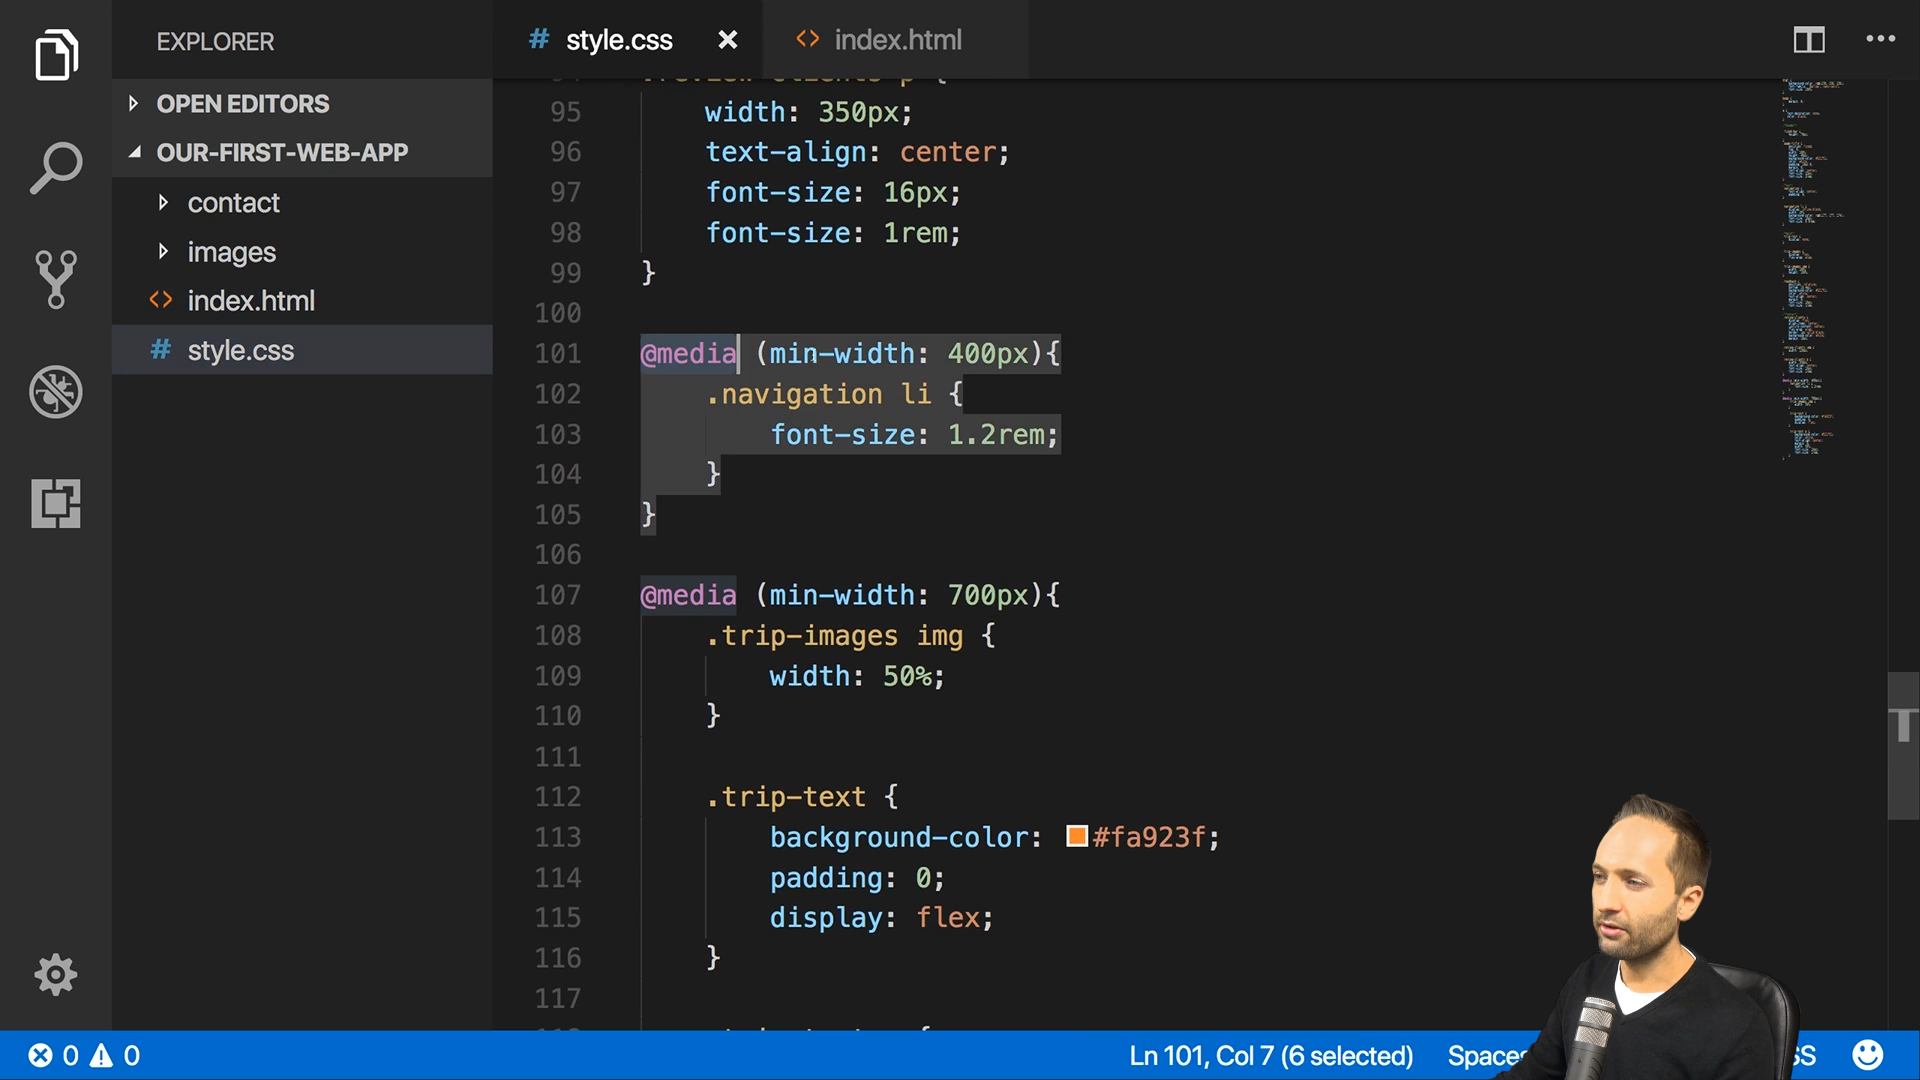 EXPLORER
# style.css ×
<> index.html
OPEN EDITORS
OUR-FIRST-WEB-APP
contact
images
<> index.html
# style.css
95 width: 350px;
96 text-align: center;
97 font-size: 16px;
98 font-size: 1rem;
99 }
100
101 @media (min-width: 400px){
102 .navigation li {
103 font-size: 1.2rem;
104 }
105 }
106
107 @media (min-width: 700px){
108 .trip-images img {
109 width: 50%;
110 }
111
112 .trip-text {
113 background-color: #fa923f;
114 padding: 0;
115 display: flex;
116 }
117
0 0
Ln 101, Col 7 (6 selected)